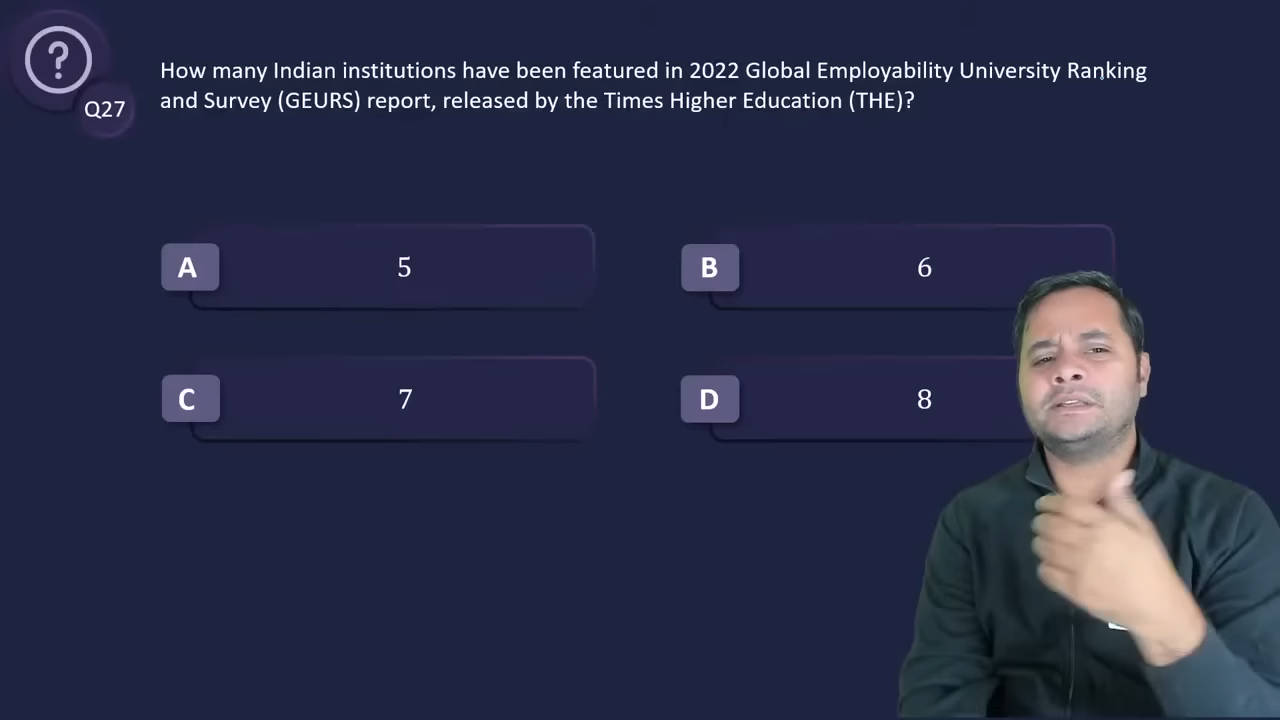 ?
Q27
How many Indian institutions have been featured in 2022 Global Employability University Ranking
and Survey (GEURS) report, released by the Times Higher Education (THE)?
A 5
B 6
C 7
D 8